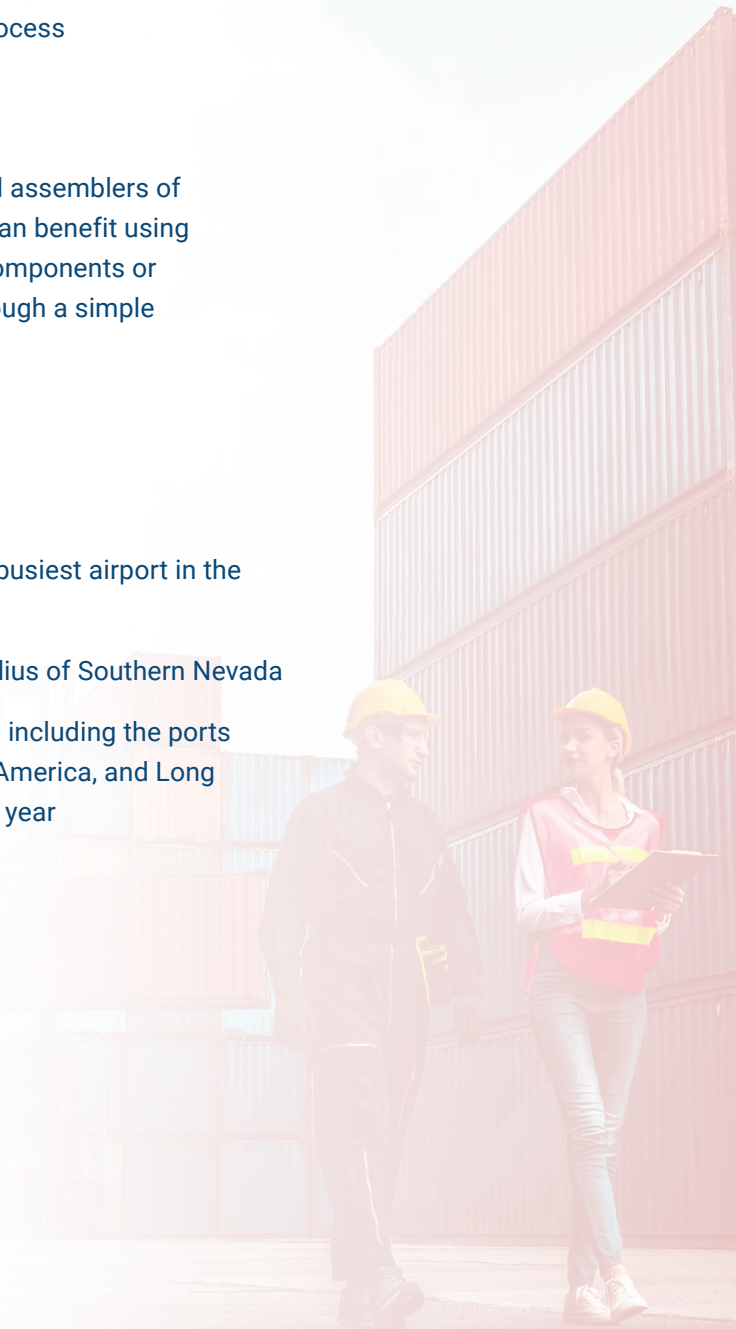 ocess
assemblers of
an benefit using
omponents or
ough a simple
busiest airport in the
dius of Southern Nevada
including the ports
America, and Long
year